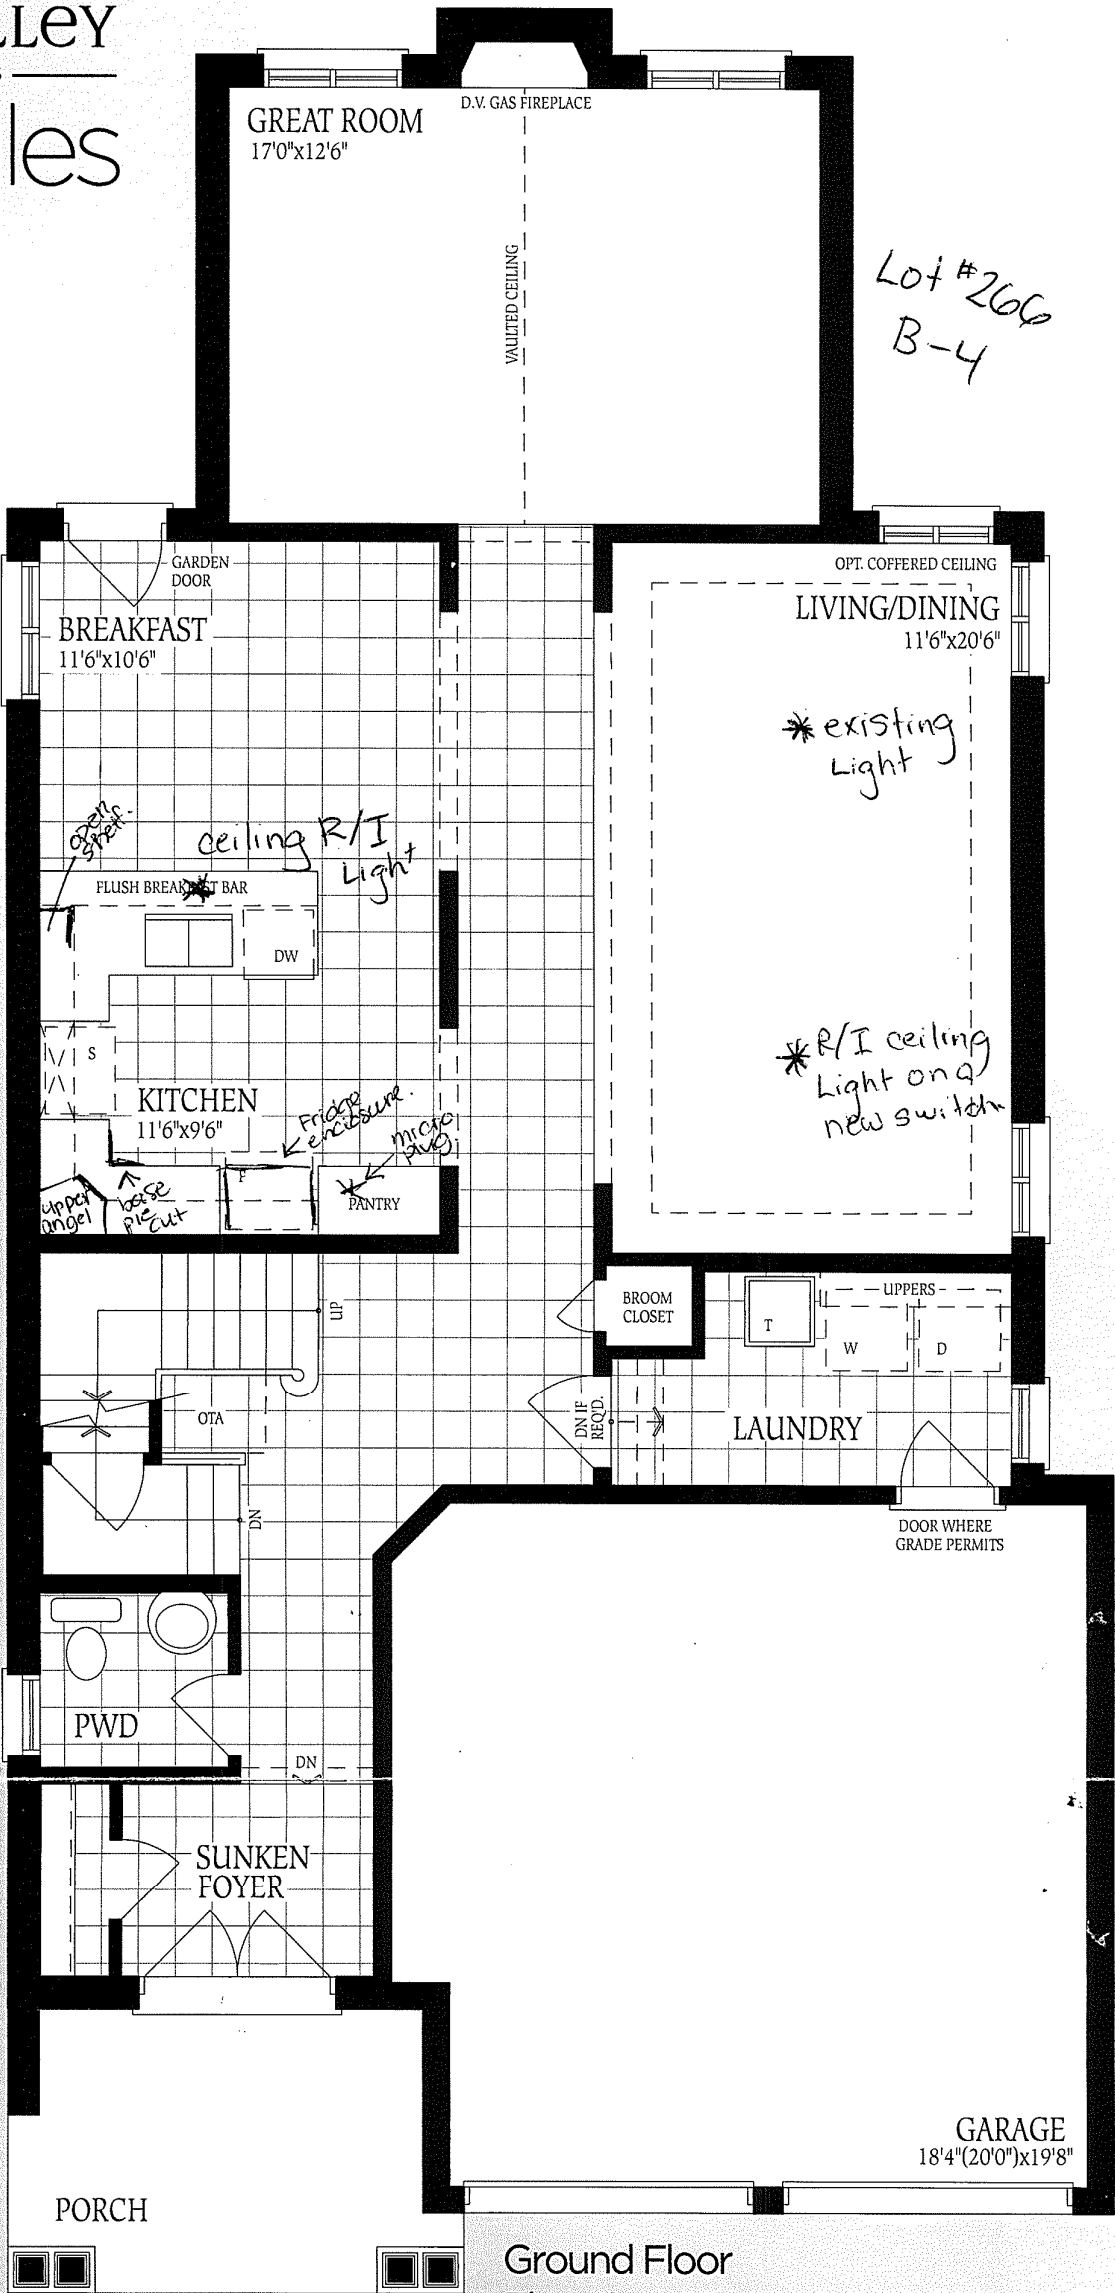 LLEY
les
D.V. GAS FIREPLACE
GREAT ROOM
17'0"x12'6"
VAULTED CEILING
Lot #266
B-4
GARDEN
DOOR
BREAKFAST
11'6"x10'6"
OPT. COFFERED CEILING
LIVING/DINING
11'6"x20'6"
* existing
Light
open
shelf.
ceiling R/I
Light
FLUSH BREAKFAST BAR
DW
S
* R/I ceiling
Light on a
new switch
KITCHEN
11'6"x9'6"
Fridge
enclosure.
micro
plug
F
PANTRY
upper
angel
base
pie
cut
UP
BROOM
CLOSET
UPPERS
T
W
D
OTA
DN IF
REQ'D.
LAUNDRY
DN
DOOR WHERE
GRADE PERMITS
PWD
DN
SUNKEN
FOYER
GARAGE
18'4"(20'0")x19'8"
PORCH
Ground Floor